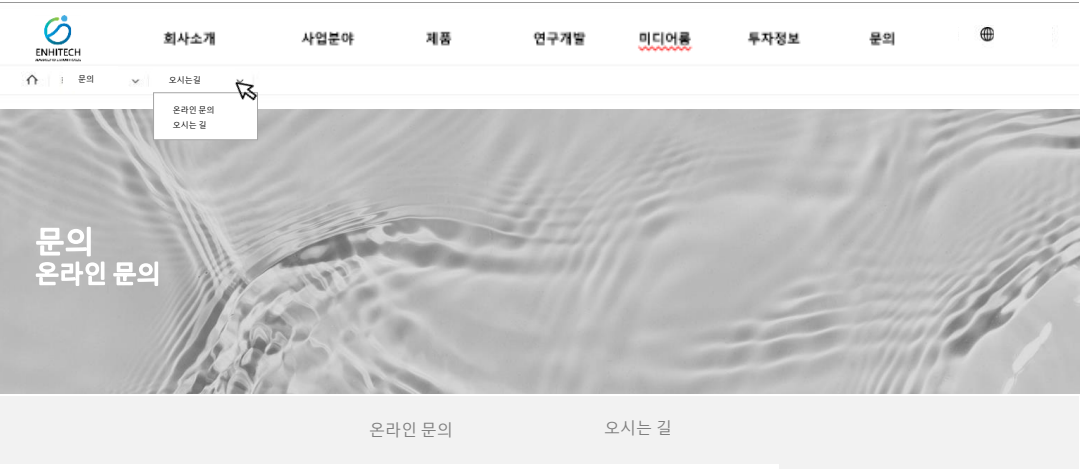 ENHITECH
회사소개 사업분야 제품 연구개발 미디어룸 투자정보 문의
문의 오시는길
온라인 문의
오시는 길
문의
온라인 문의
온라인 문의 오시는 길